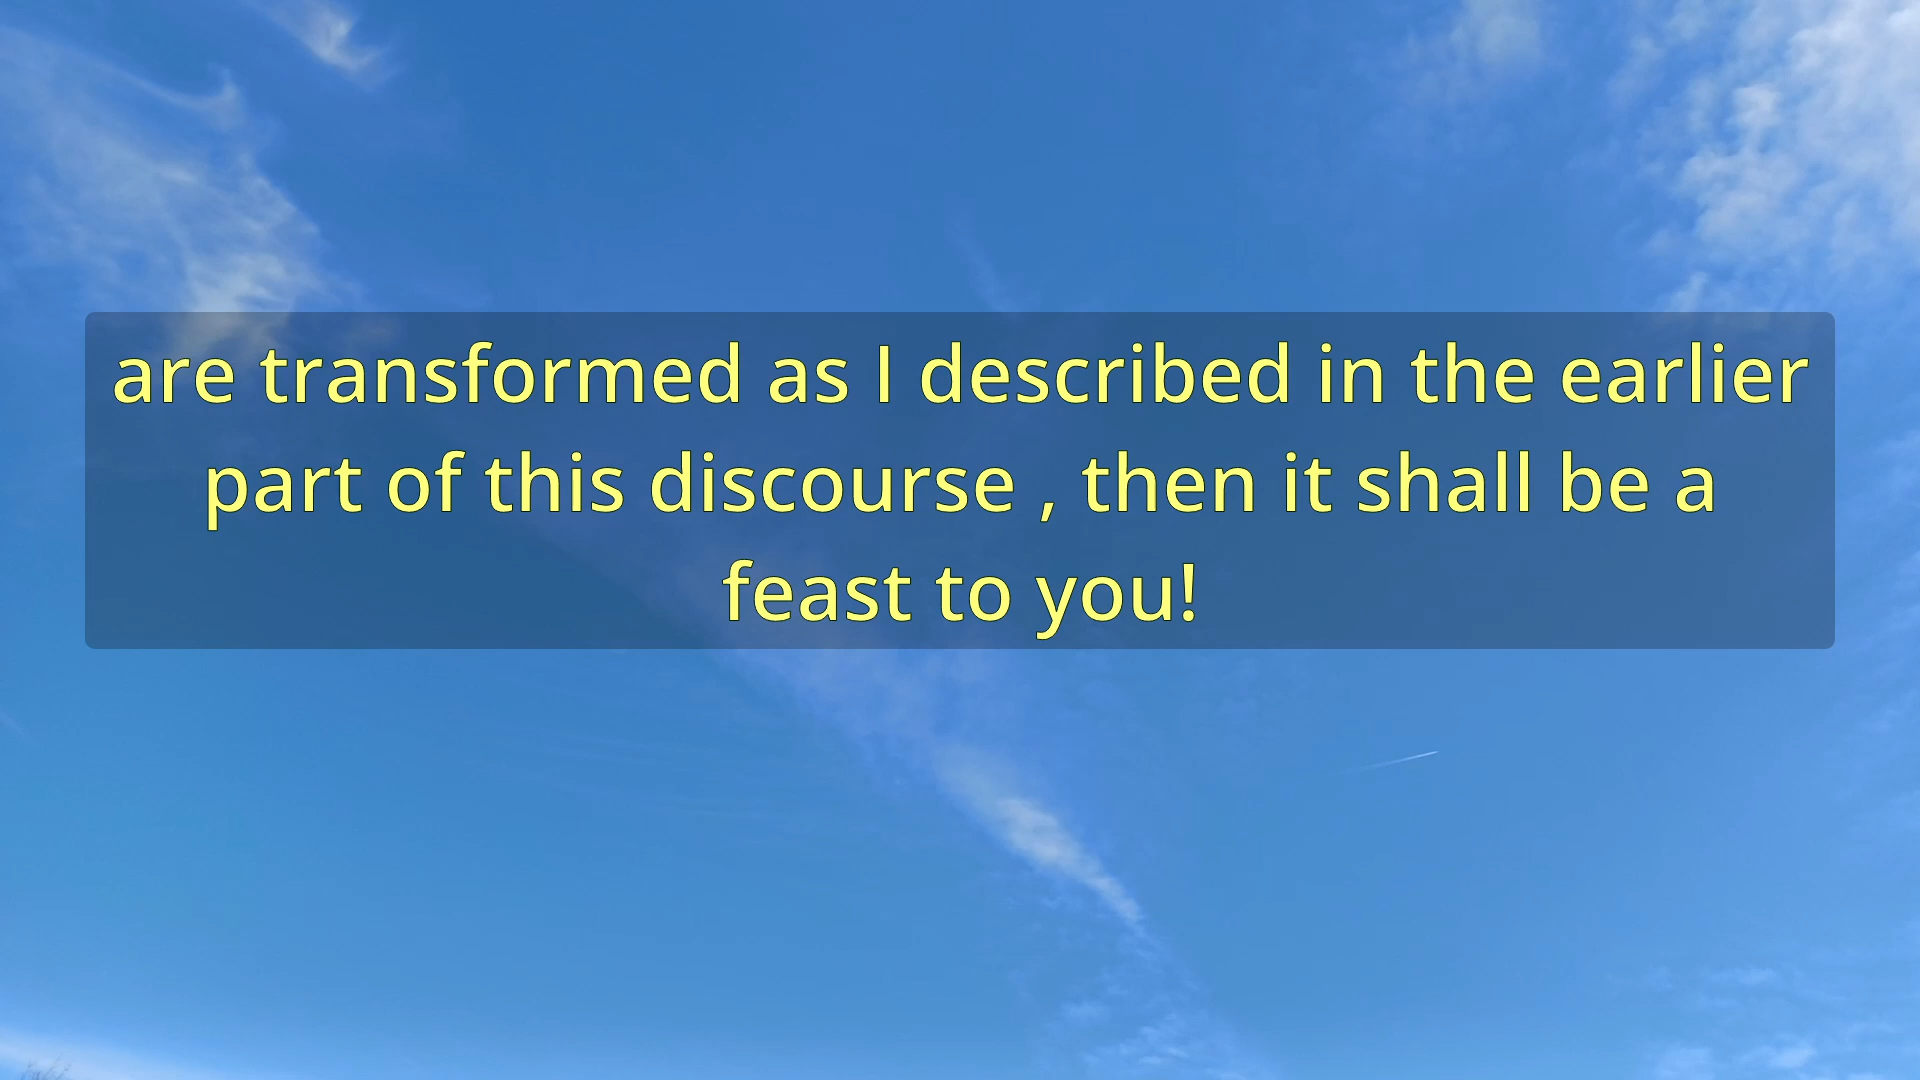 are transformed as I described in the earlier
part of this discourse , then it shall be a
feast to you!